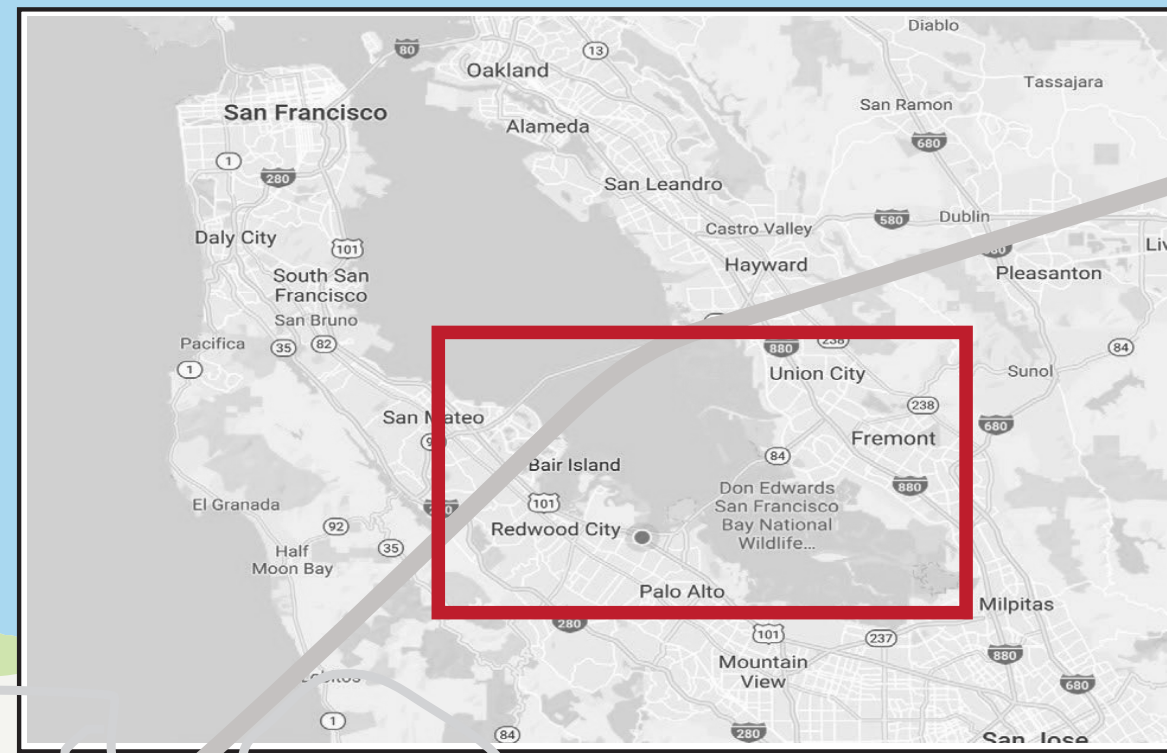 Diablo
80
13
Oakland
Tassajara
San Ramon
San Francisco
Alameda
680
1
280
San Leandro
580
Dublin
Castro Valley
Daly City
101
Hayward
Liv
South San
Francisco
Pleasanton
San Bruno
Pacifica
35
82
880
238
84
1
Union City
Sunol
San Mateo
238
680
Fremont
Bair Island
84
880
El Granada
101
Don Edwards
San Francisco
Bay National
Wildlife...
92
Redwood City
35
Half
Moon Bay
Palo Alto
Milpitas
280
101
237
880
Mountain
View
680
1
84
280
San Jose